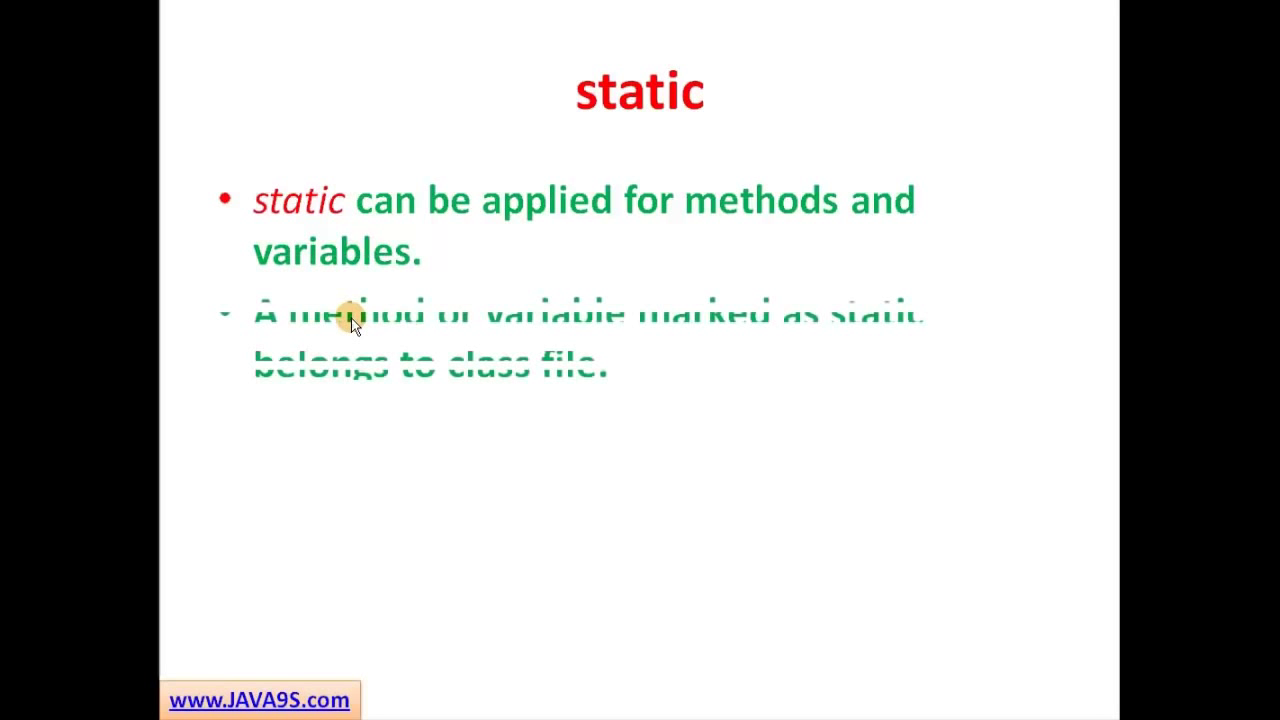 static
• static can be applied for methods and
variables.
• A method or variable marked as static
belongs to class file.
www.JAVA9S.com